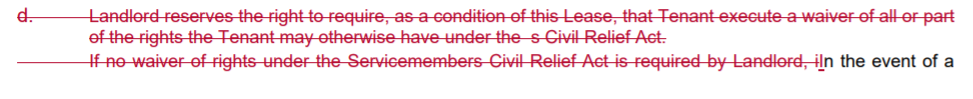 d. Landlord reserves the right to require, as a condition of this Lease, that Tenant execute a waiver of all or part
of the rights the Tenant may otherwise have under the s Civil Relief Act.
If no waiver of rights under the Servicemembers Civil Relief Act is required by Landlord, iIn the event of a